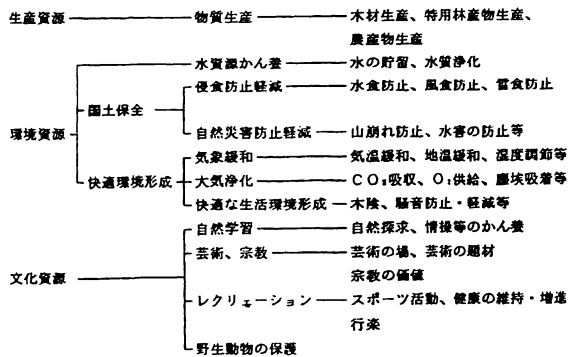 生産資源 物質生産 木材生産、特用林産物生産、
農産物生産
水資源かん養 水の貯留、水質浄化
侵食防止軽減 水食防止、風食防止、雪食防止
国土保全
環境資源 自然災害防止軽減 山崩れ防止、水害の防止等
気象緩和 気温緩和、地温緩和、湿度調節等
快適環境形成 大気浄化 CO₂吸収、O₂供給、塵埃吸着等
快適な生活環境形成 木陰、騒音防止・軽減等
自然学習 自然探求、情操等のかん養
芸術、宗教 芸術の場、芸術の題材
文化資源 宗教の価値
レクリェーション スポーツ活動、健康の維持・増進
行楽
野生動物の保護